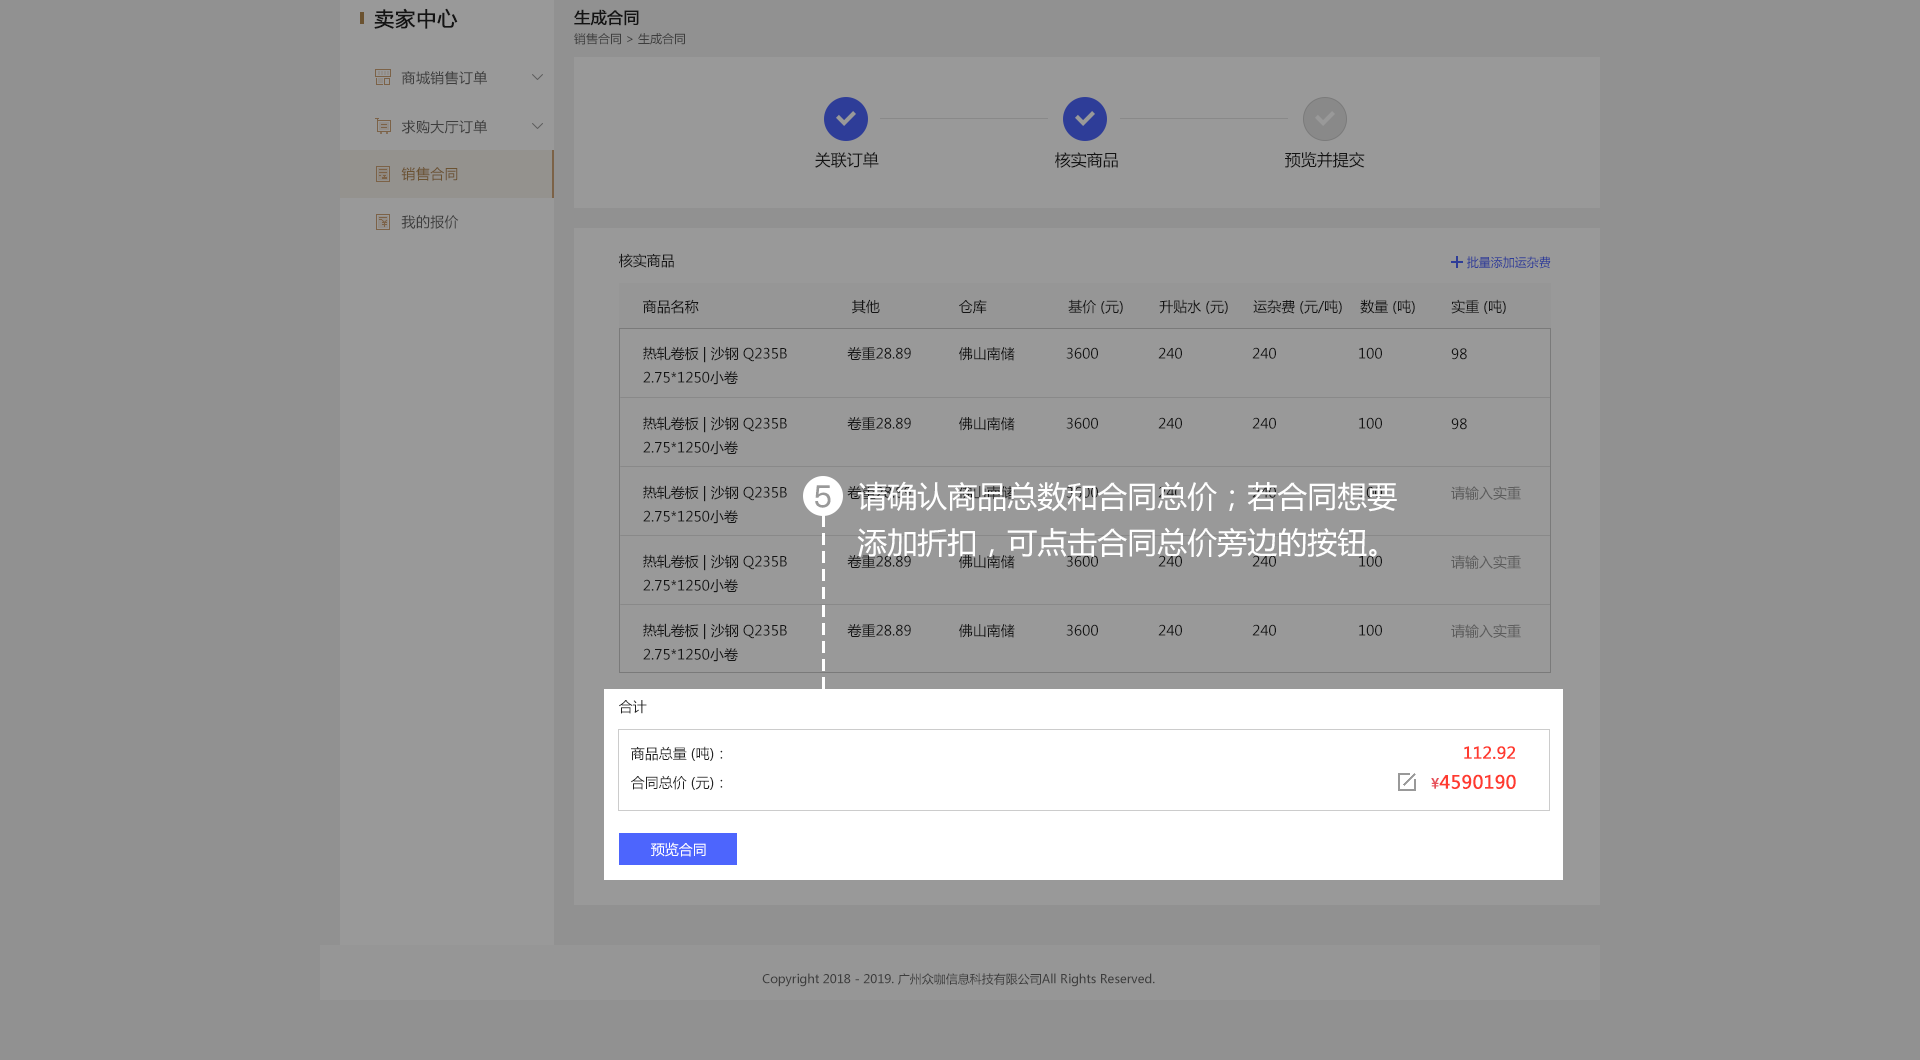 卖家中心
商城销售订单
求购大厅订单
销售合同
我的报价
生成合同
销售合同 > 生成合同
关联订单
核实商品
预览并提交
核实商品
批量添加运杂费
商品名称 其他 仓库 基价 (元) 升贴水 (元) 运杂费 (元/吨) 数量 (吨) 实重 (吨)
热轧卷板 | 沙钢 Q235B 卷重28.89 佛山南储 3600 240 240 100 98
2.75*1250小卷
热轧卷板 | 沙钢 Q235B 卷重28.89 佛山南储 3600 240 240 100 98
2.75*1250小卷
热轧卷板 | 沙钢 Q235B 卷重28.89 佛山南储 3600 240 240 100 请输入实重
2.75*1250小卷
5 请确认商品总数和合同总价；若合同想要
添加折扣，可点击合同总价旁边的按钮。
热轧卷板 | 沙钢 Q235B 卷重28.89 佛山南储 3600 240 240 100 请输入实重
2.75*1250小卷
热轧卷板 | 沙钢 Q235B 卷重28.89 佛山南储 3600 240 240 100 请输入实重
2.75*1250小卷
合计
商品总量 (吨)： 112.92
合同总价 (元)： ¥4590190
预览合同
Copyright 2018 - 2019. 广州众咖信息科技有限公司All Rights Reserved.